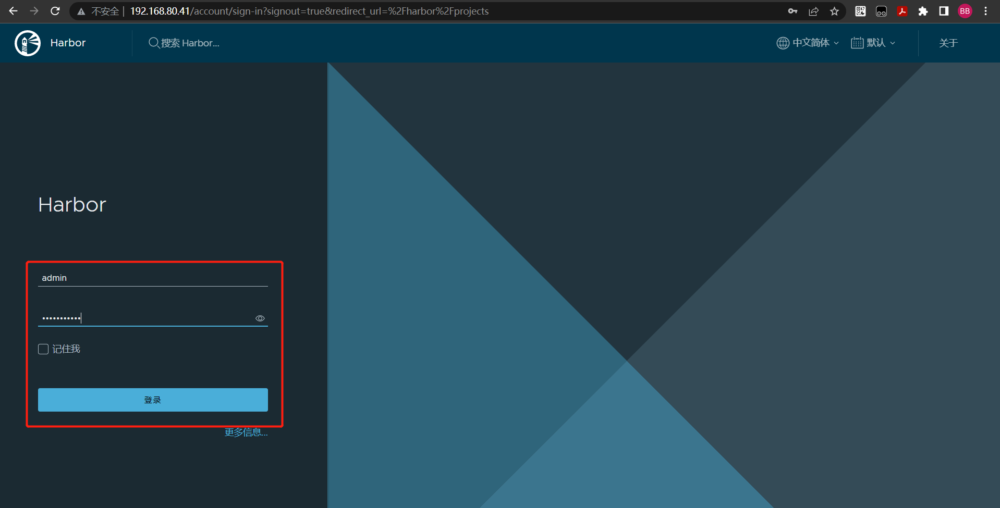 不安全 | 192.168.80.41/account/sign-in?signout=true&redirect_url=%2Fharbor%2Fprojects
BB
Harbor
搜索 Harbor...
中文简体
默认
关于
Harbor
admin
•••••••••••
记住我
登录
更多信息...